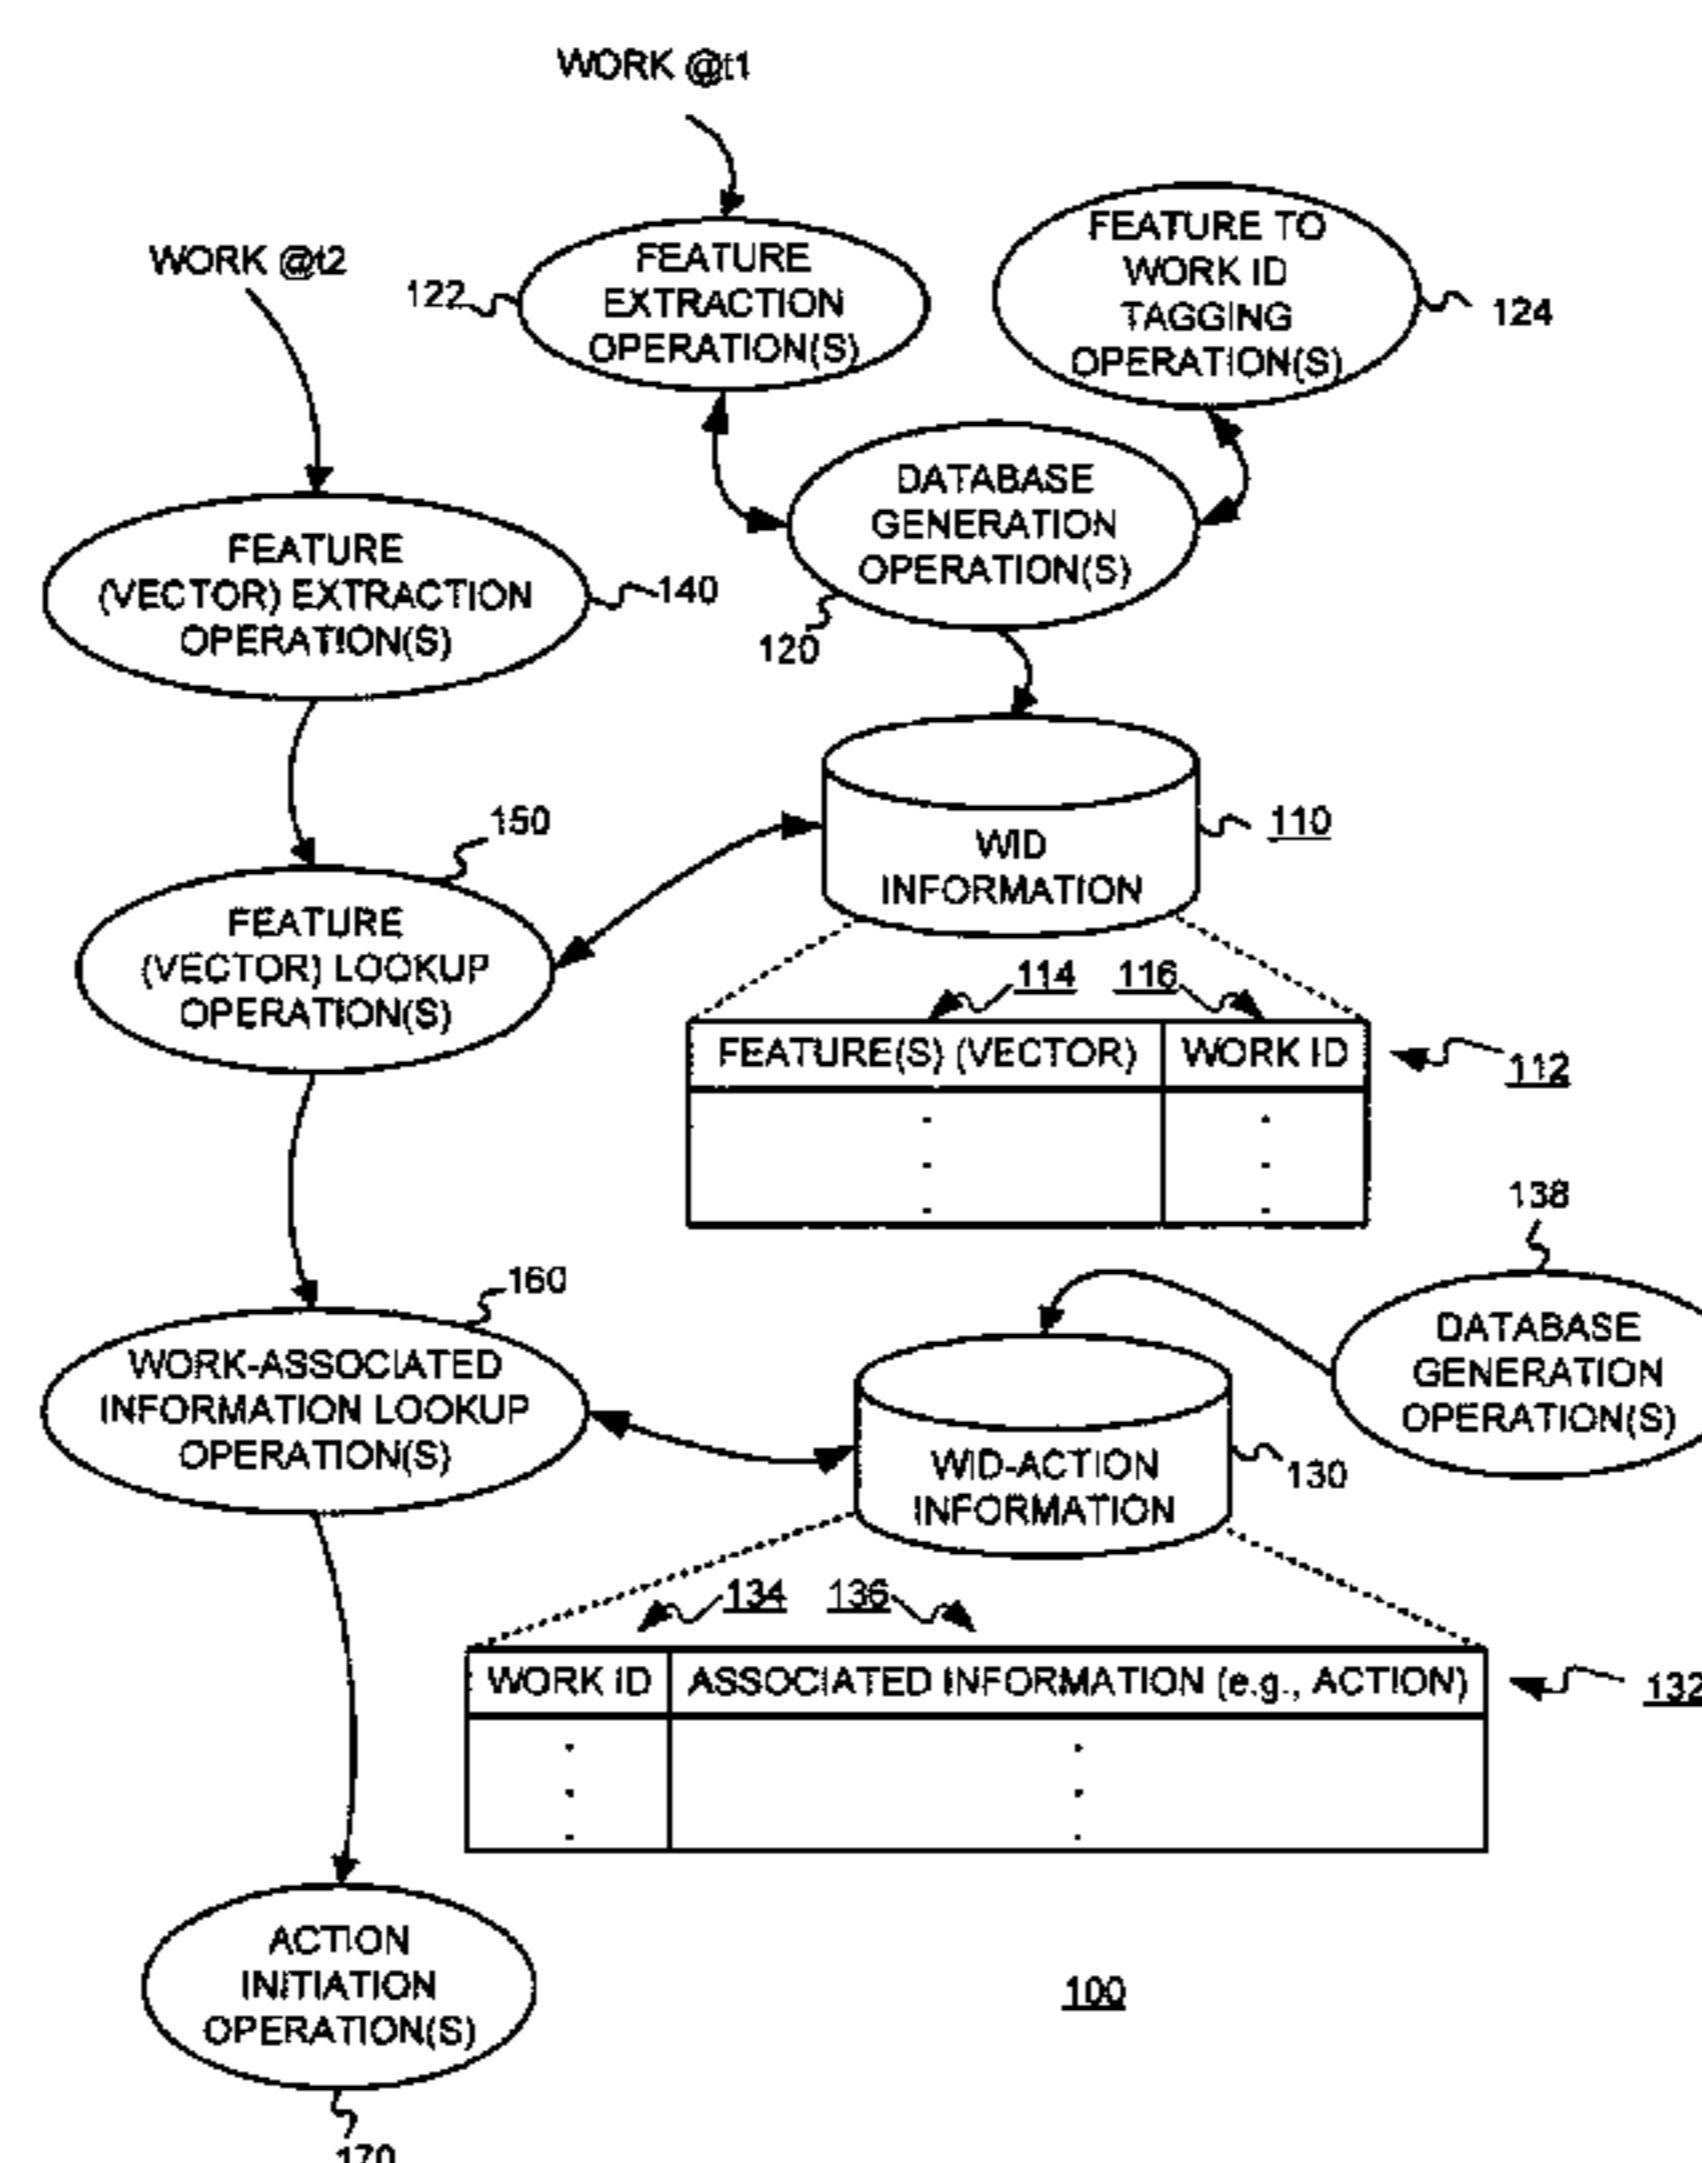 WORK @t1
WORK @t2
122
FEATURE
EXTRACTION
OPERATION(S)
FEATURE TO
WORK ID
TAGGING
OPERATION(S)
124
DATABASE
GENERATION
OPERATION(S)
120
FEATURE
(VECTOR) EXTRACTION
OPERATION(S)
140
150
FEATURE
(VECTOR) LOOKUP
OPERATION(S)
WID
INFORMATION
110
114
116
FEATURE(S) (VECTOR)
WORK ID
112
138
DATABASE
GENERATION
OPERATION(S)
160
WORK-ASSOCIATED
INFORMATION LOOKUP
OPERATION(S)
WID-ACTION
INFORMATION
130
134
136
WORK ID
ASSOCIATED INFORMATION (e.g., ACTION)
132
ACTION
INITIATION
OPERATION(S)
100
170